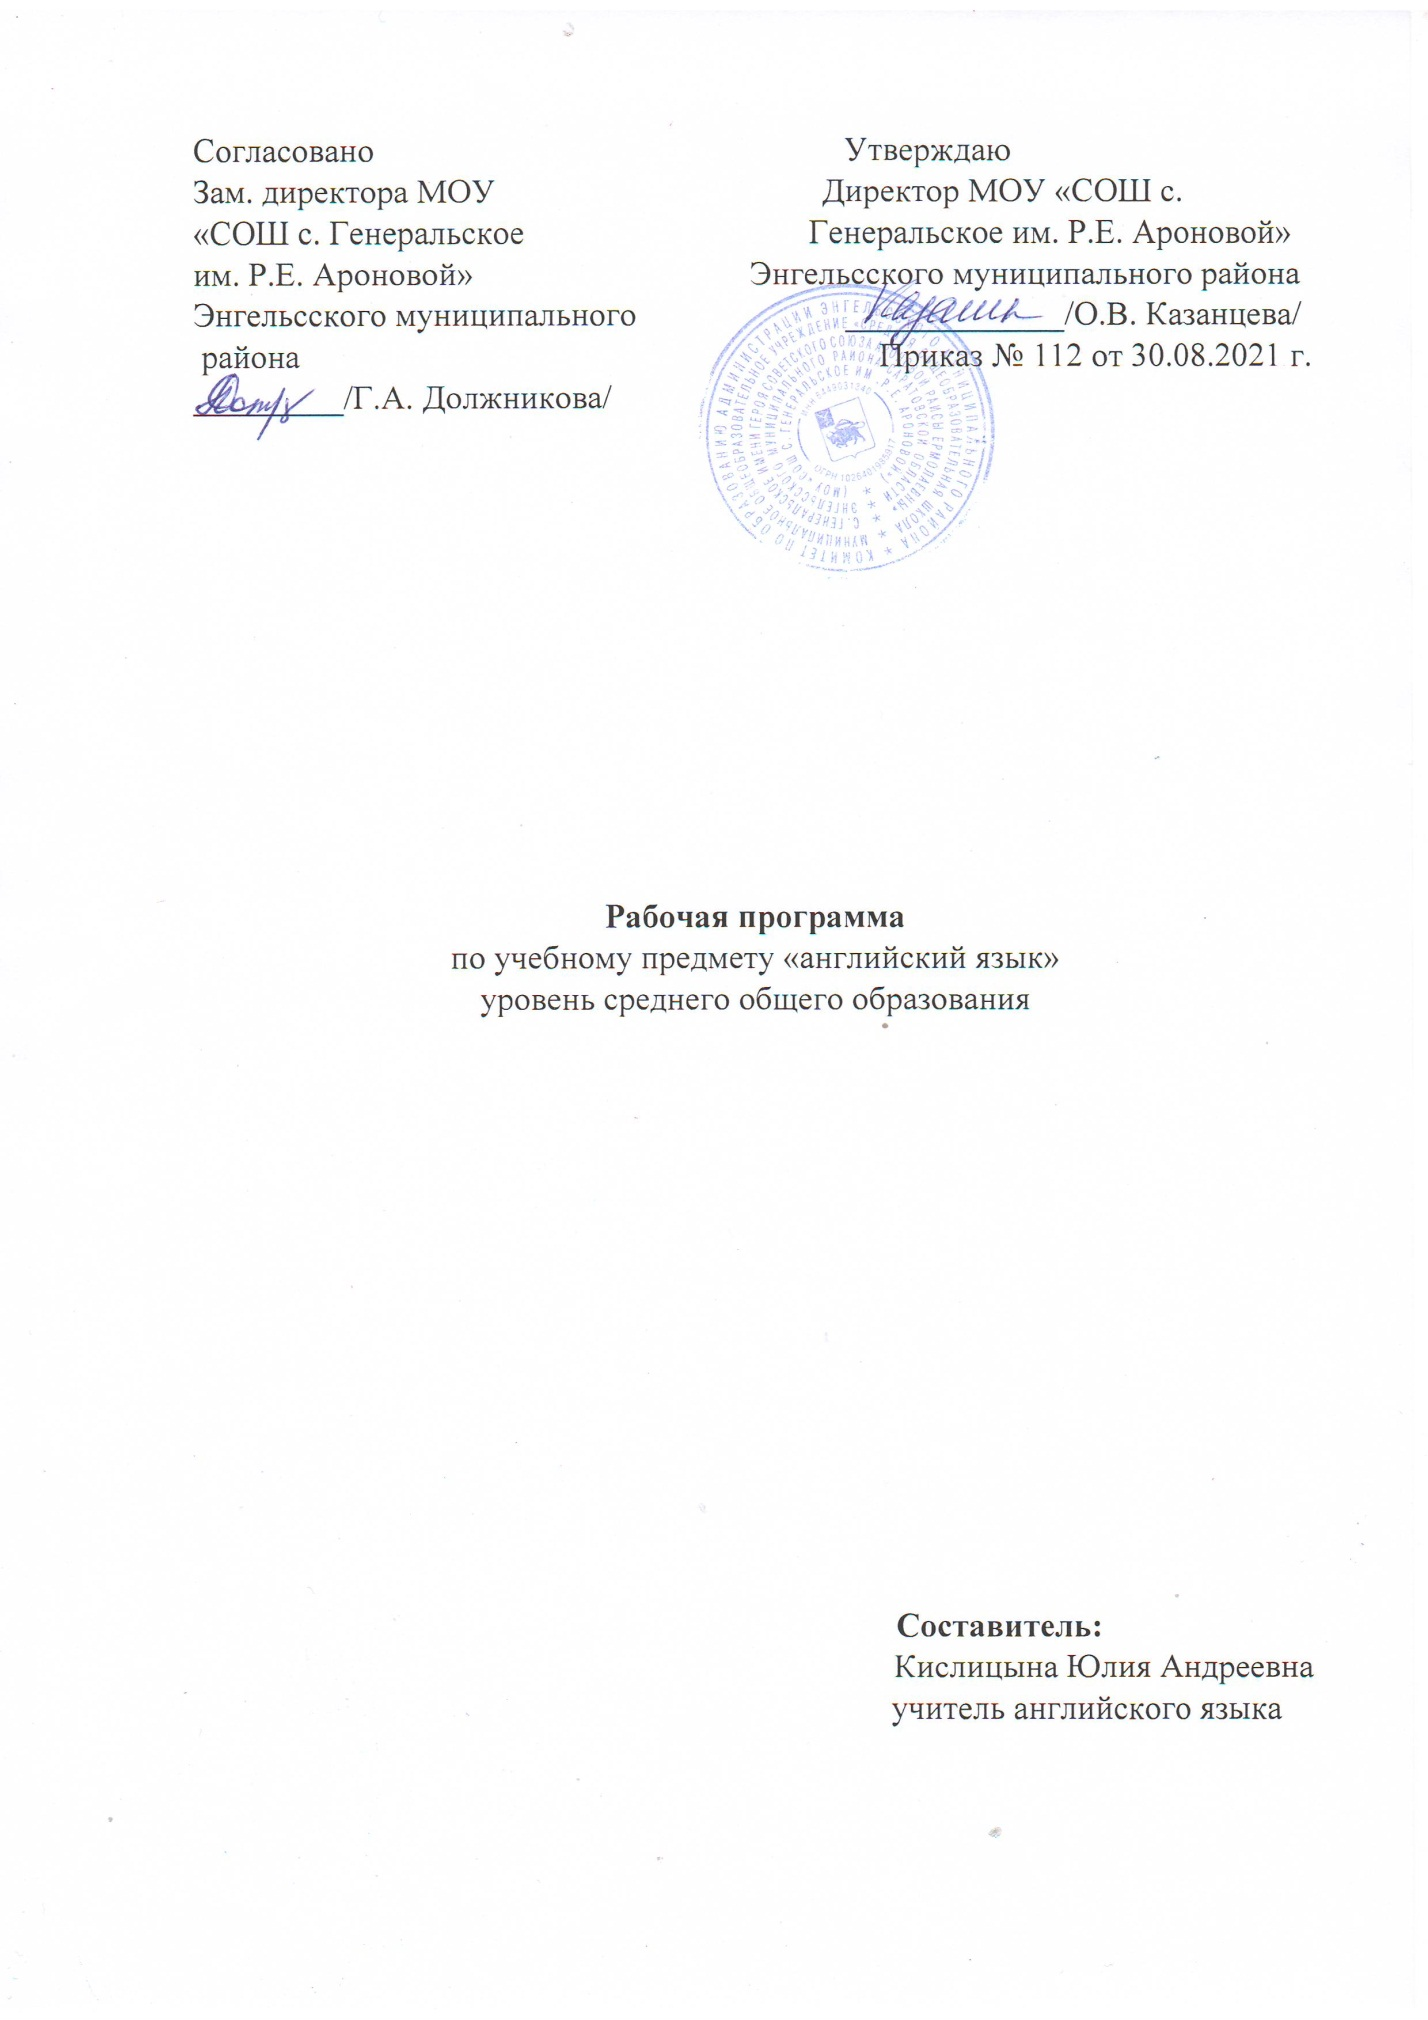 Согласовано
Зам. директора МОУ
«СОШ с. Генеральское
им. Р.Е. Ароновой»
Энгельсского муниципального
района
/Г.А. Должникова/
Утверждаю
Директор МОУ «СОШ с.
Генеральское им. Р.Е. Ароновой»
Энгельсского муниципального района
/О.В. Казанцева/
Приказ № 112 от 30.08.2021 г.
Рабочая программа
по учебному предмету «английский язык»
уровень среднего общего образования
Составитель:
Кислицына Юлия Андреевна
учитель английского языка